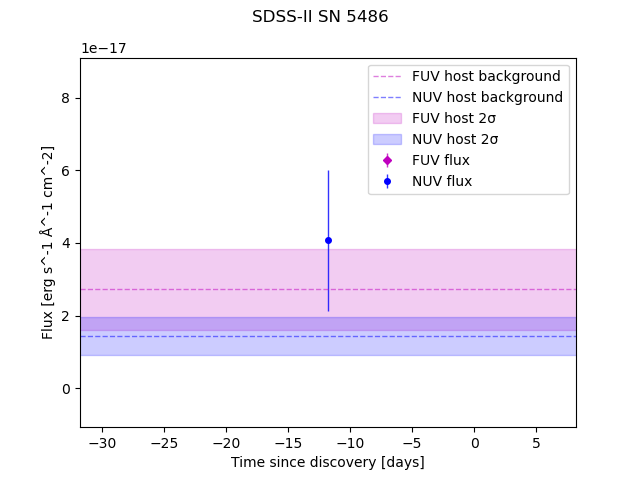 SDSS-II SN 5486
1e−17
FUV host background
NUV host background
FUV host 2σ
NUV host 2σ
FUV flux
NUV flux
8
6
4
2
0
Flux [erg s^-1 Å^-1 cm^-2]
−30 −25 −20 −15 −10 −5 0 5
Time since discovery [days]